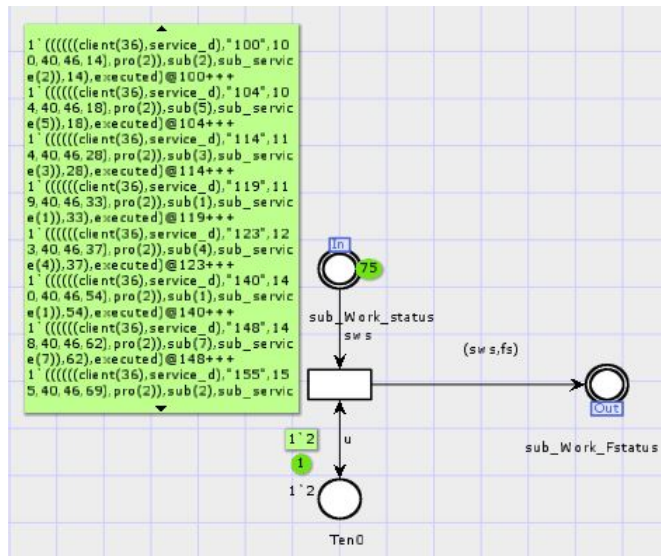 1`((((((client(36),service_d),"100",10
0,40,46,14],pro(2)),sub(2),sub_servic
e(2)),14),executed]@100+++
1`((((((client(36),service_d),"104",10
4,40,46,18],pro(2)),sub(5),sub_servic
e(5)),18),executed]@104+++
1`((((((client(36),service_d),"114",11
4,40,46,28],pro(2)),sub(3),sub_servic
e(3)),28),executed]@114+++
1`((((((client(36),service_d),"119",11
9,40,46,33],pro(2)),sub(1),sub_servic
e(1)),33),executed]@119+++
1`((((((client(36),service_d),"123",12
3,40,46,37],pro(2)),sub(4),sub_servic
e(4)),37),executed]@123+++
1`((((((client(36),service_d),"140",14
0,40,46,54],pro(2)),sub(1),sub_servic
e(1)),54),executed]@140+++
1`((((((client(36),service_d),"148",14
8,40,46,62],pro(2)),sub(7),sub_servic
e(7)),62),executed]@148+++
1`((((((client(36),service_d),"155",15
5,40,46,69],pro(2)),sub(2),sub_servic
In
75
sub_Work_status
sws
(sws,fs)
Out
sub_Work_Fstatus
1`2
u
1
1`2
Ten0